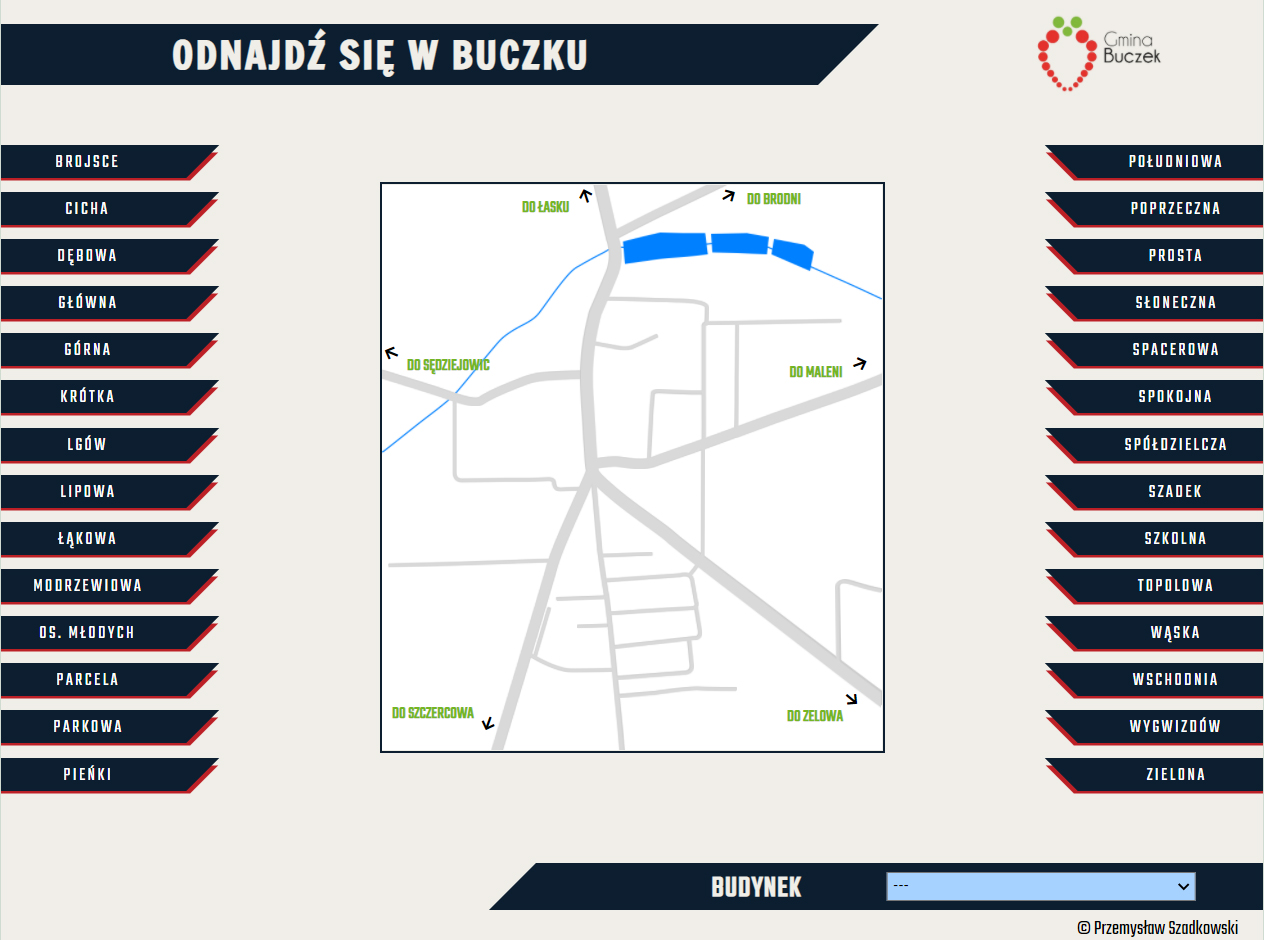 ODNAJDŹ SIĘ W BUCZKU
Gmina
Buczek
BROJSCE
CICHA
DĘBOWA
GŁÓWNA
GÓRNA
KRÓTKA
LGÓW
LIPOWA
ŁĄKOWA
MODRZEWIOWA
OS. MŁODYCH
PARCELA
PARKOWA
PIEŃKI
DO ŁASKU
DO BRODNI
DO SĘDZIEJOWIC
DO MALENI
DO SZCZERCOWA
DO ZELOWA
POŁUDNIOWA
POPRZECZNA
PROSTA
SŁONECZNA
SPACEROWA
SPOKOJNA
SPÓŁDZIELCZA
SZADEK
SZKOLNA
TOPOLOWA
WĄSKA
WSCHODNIA
WYGWIZDÓW
ZIELONA
BUDYNEK
---
© Przemysław Szadkowski